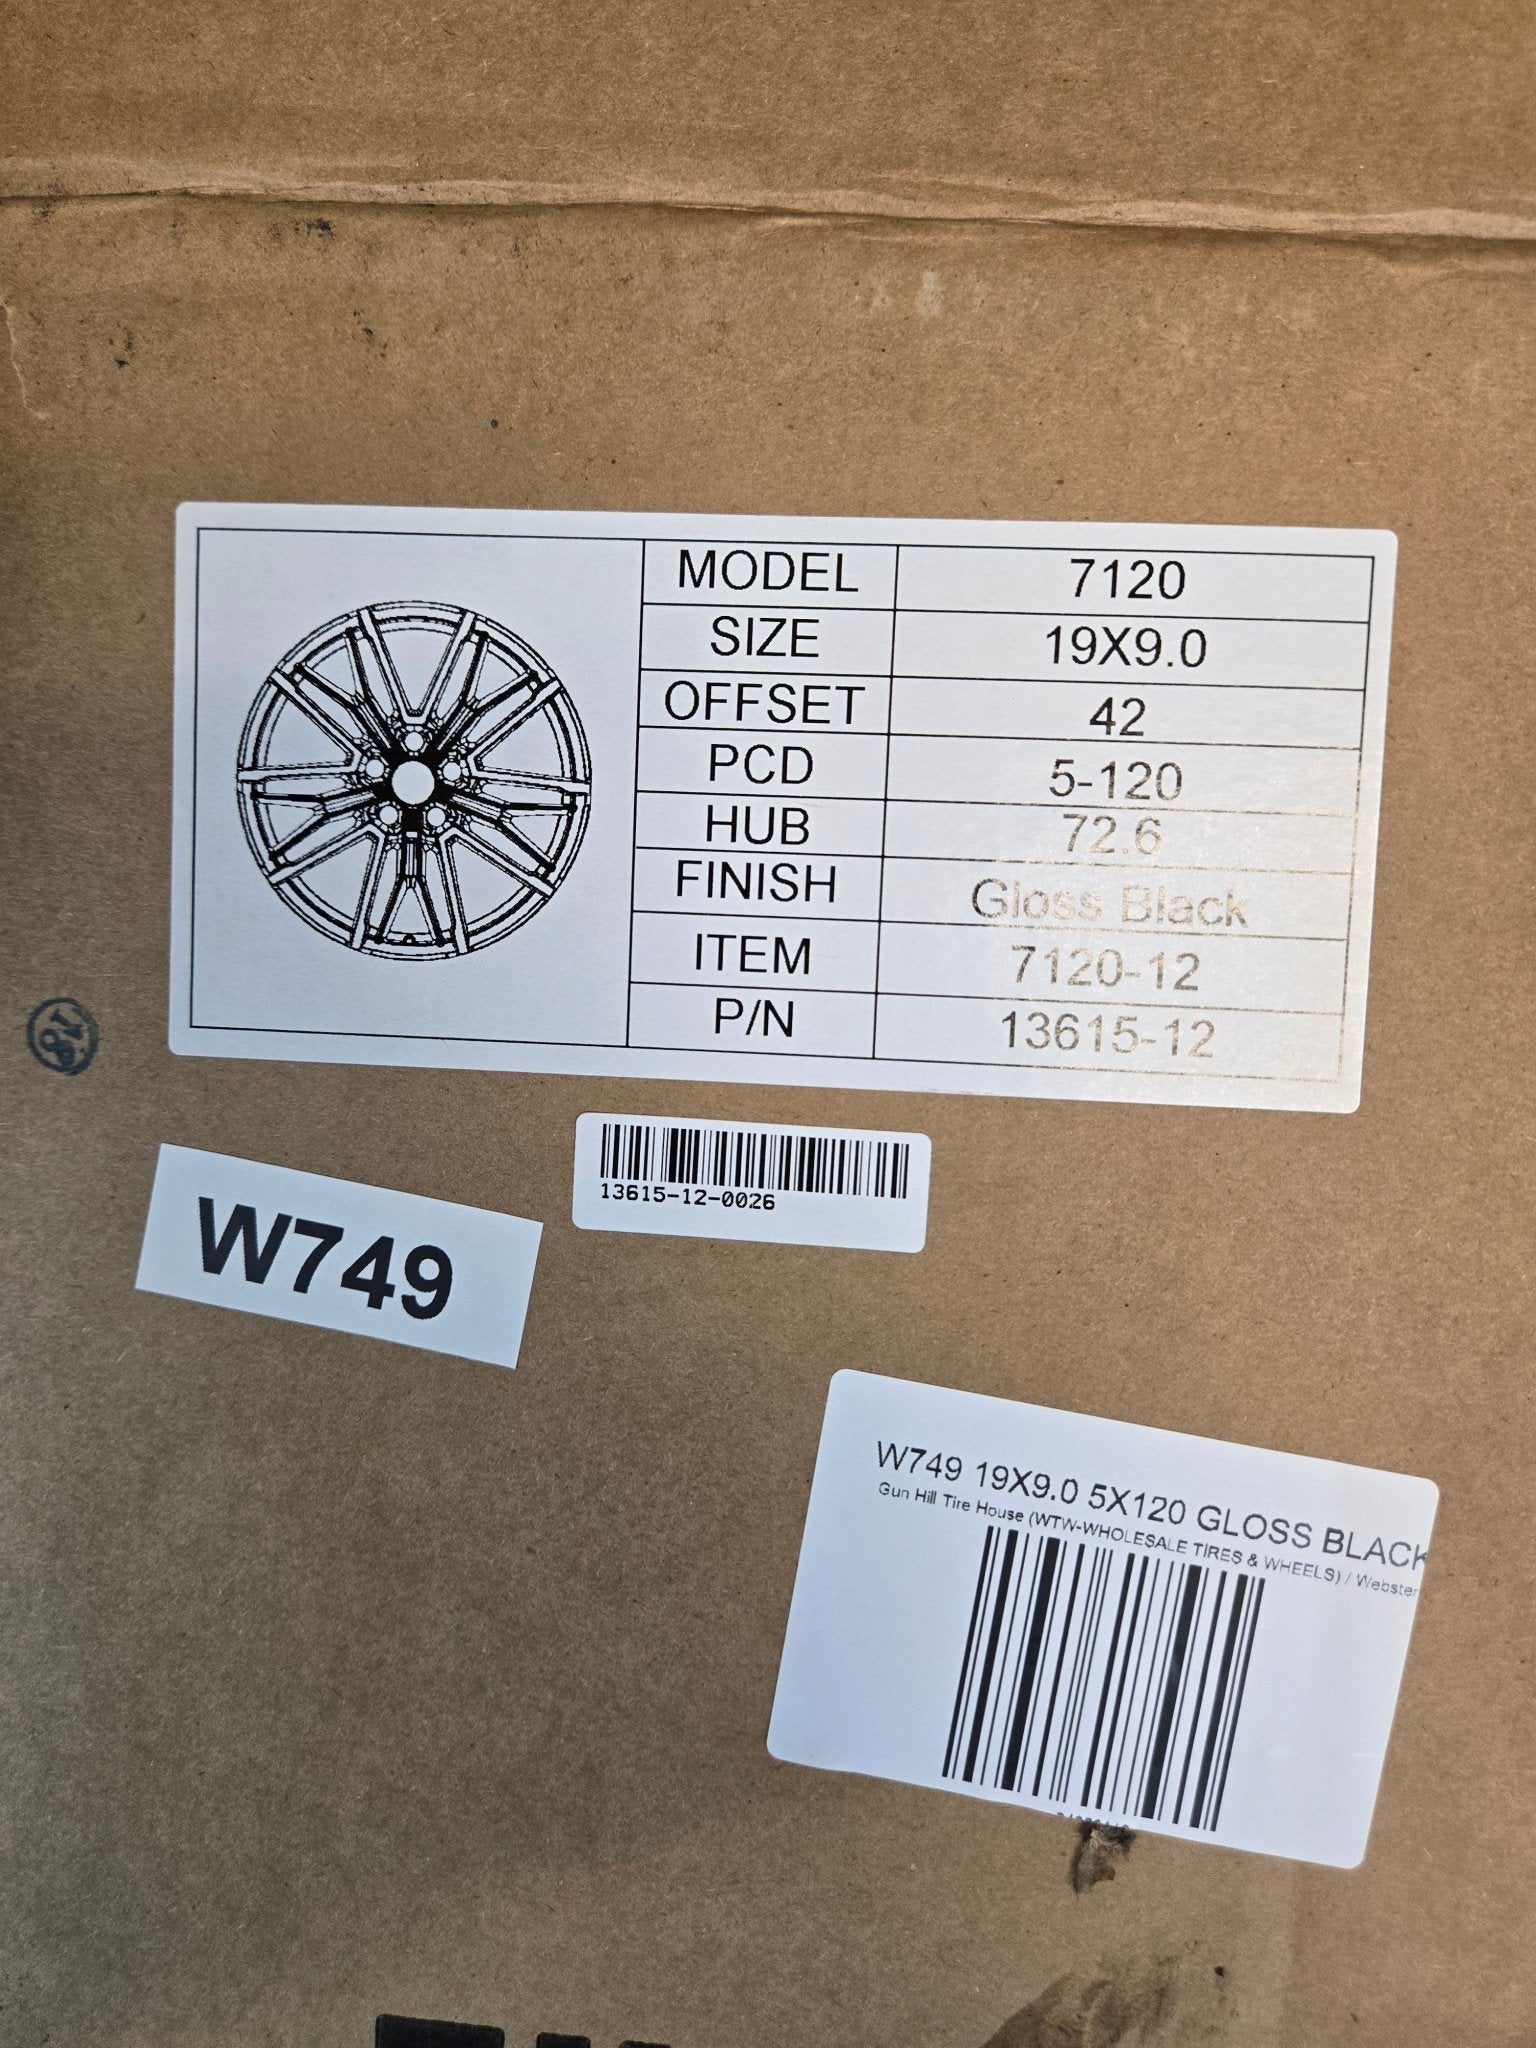 MODEL 7120
SIZE 19X9.0
OFFSET 42
PCD 5-120
HUB 72.6
FINISH Gloss Black
ITEM 7120-12
P/N 13615-12
13615-12-0026
W749
W749 19X9.0 5X120 GLOSS BLACK
Gun Hill Tire House (WTW-WHOLESALE TIRES & WHEELS) / Webster